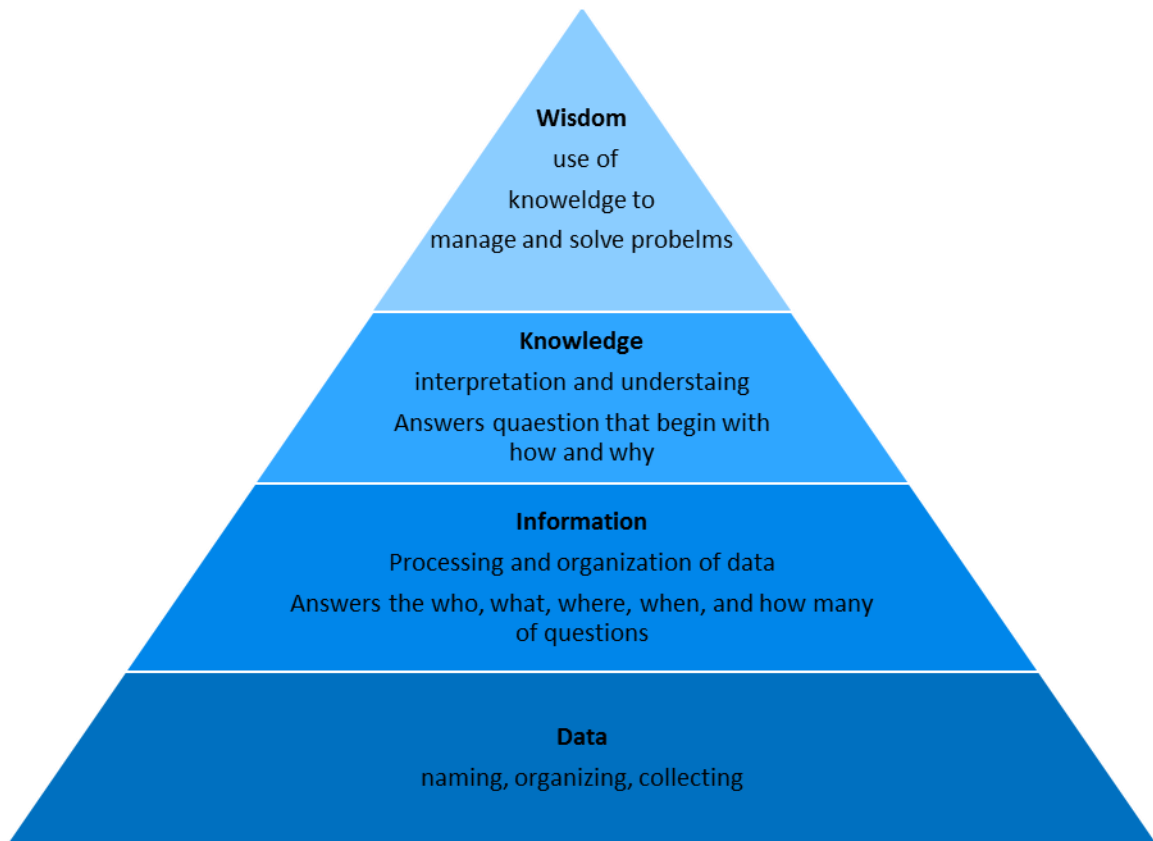 Wisdom
use of
knoweldge to
manage and solve probelms
Knowledge
interpretation and understaing
Answers quaestion that begin with
how and why
Information
Processing and organization of data
Answers the who, what, where, when, and how many
of questions
Data
naming, organizing, collecting